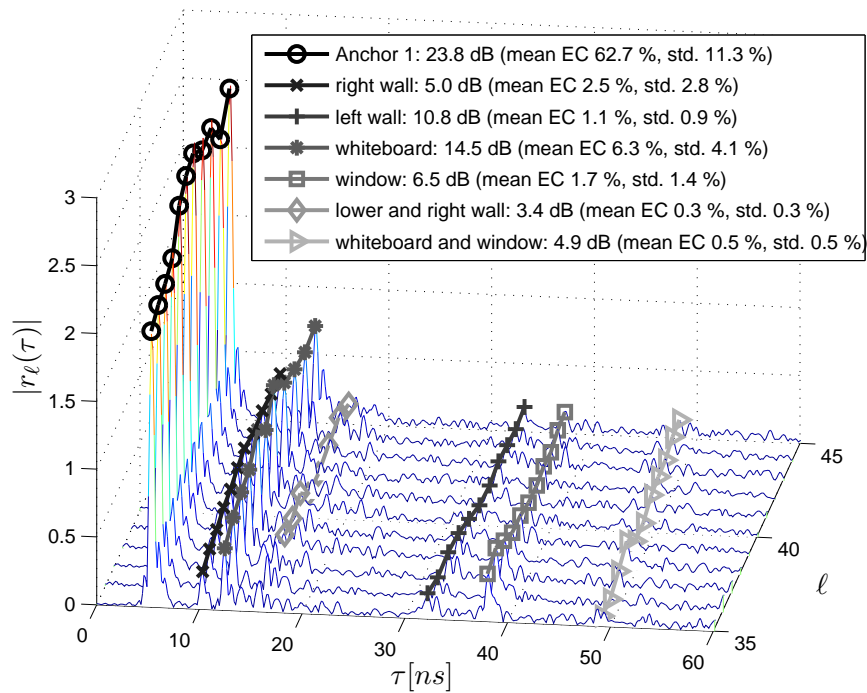 Anchor 1: 23.8 dB (mean EC 62.7 %, std. 11.3 %)
right wall: 5.0 dB (mean EC 2.5 %, std. 2.8 %)
left wall: 10.8 dB (mean EC 1.1 %, std. 0.9 %)
whiteboard: 14.5 dB (mean EC 6.3 %, std. 4.1 %)
window: 6.5 dB (mean EC 1.7 %, std. 1.4 %)
lower and right wall: 3.4 dB (mean EC 0.3 %, std. 0.3 %)
whiteboard and window: 4.9 dB (mean EC 0.5 %, std. 0.5 %)
3
2.5
2
1.5
1
0.5
0
|rℓ(τ)|
0
10
20
30
40
50
60
τ[ns]
35
40
45
ℓ